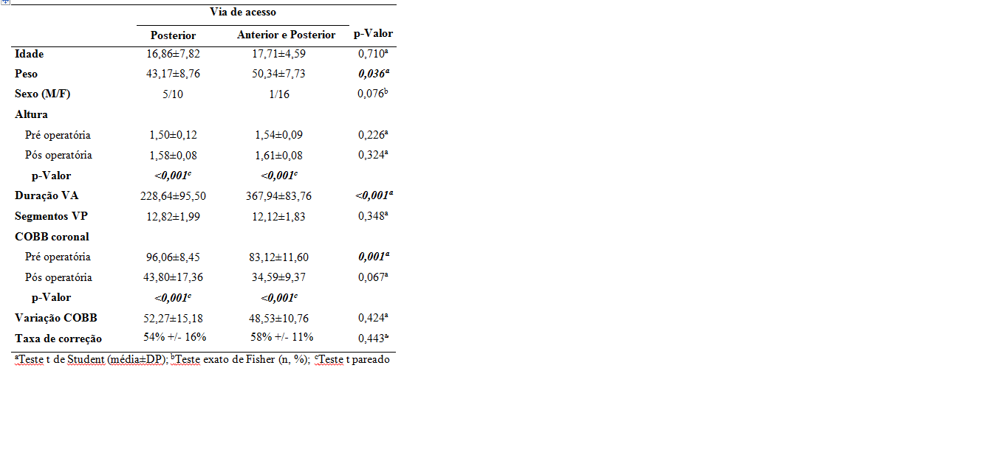 Via de acesso
Posterior Anterior e Posterior p-Valor
Idade 16,86±7,82 17,71±4,59 0,710ª
Peso 43,17±8,76 50,34±7,73 0,036ª
Sexo (M/F) 5/10 1/16 0,076ᵇ
Altura
Pré operatória 1,50±0,12 1,54±0,09 0,226ª
Pós operatória 1,58±0,08 1,61±0,08 0,324ª
p-Valor <0,001ᶜ <0,001ᶜ
Duração VA 228,64±95,50 367,94±83,76 <0,001ª
Segmentos VP 12,82±1,99 12,12±1,83 0,348ª
COBB coronal
Pré operatória 96,06±8,45 83,12±11,60 0,001ª
Pós operatória 43,80±17,36 34,59±9,37 0,067ª
p-Valor <0,001ᶜ <0,001ᶜ
Variação COBB 52,27±15,18 48,53±10,76 0,424ª
Taxa de correção 54% +/- 16% 58% +/- 11% 0,443ª
ªTeste t de Student (média±DP); ᵇTeste exato de Fisher (n, %); ᶜTeste t pareado